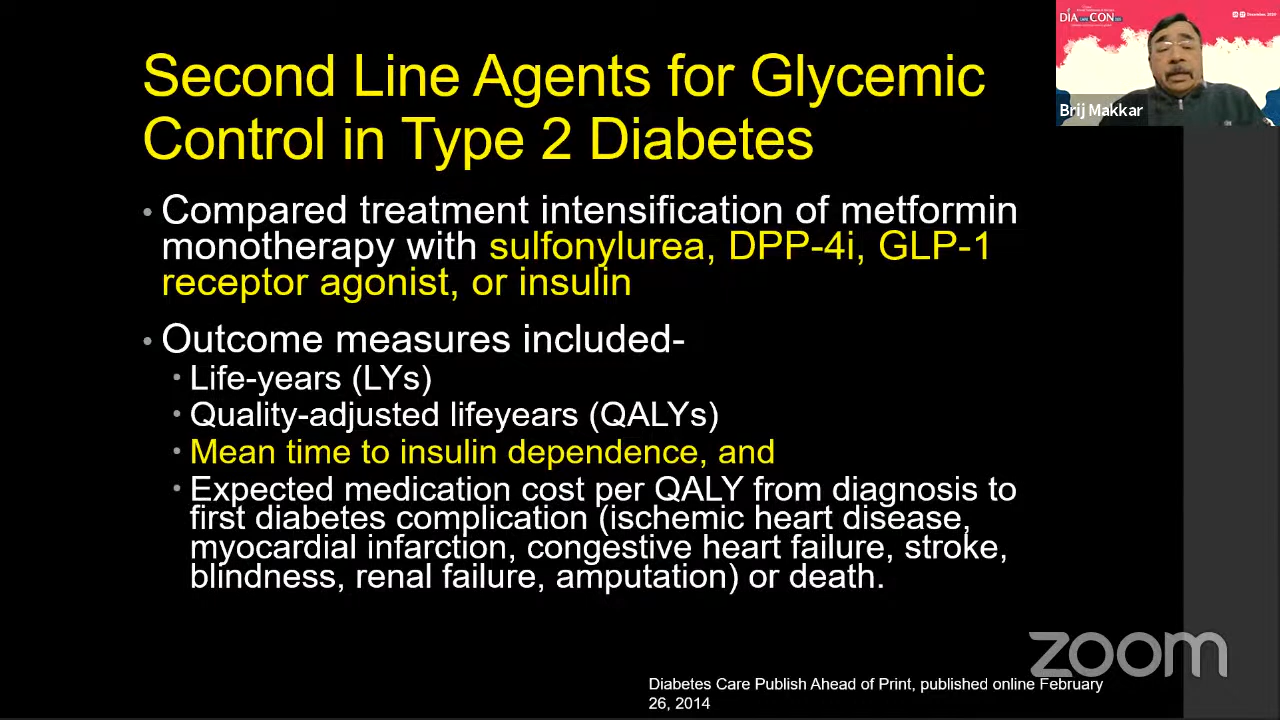 Second Line Agents for Glycemic
Control in Type 2 Diabetes
• Compared treatment intensification of metformin
monotherapy with sulfonylurea, DPP-4i, GLP-1
receptor agonist, or insulin
• Outcome measures included-
• Life-years (LYs)
• Quality-adjusted lifeyears (QALYs)
• Mean time to insulin dependence, and
• Expected medication cost per QALY from diagnosis to
first diabetes complication (ischemic heart disease,
myocardial infarction, congestive heart failure, stroke,
blindness, renal failure, amputation) or death.
Diabetes Care Publish Ahead of Print, published online February
26, 2014
zoom
DIA CON
Brij Makkar